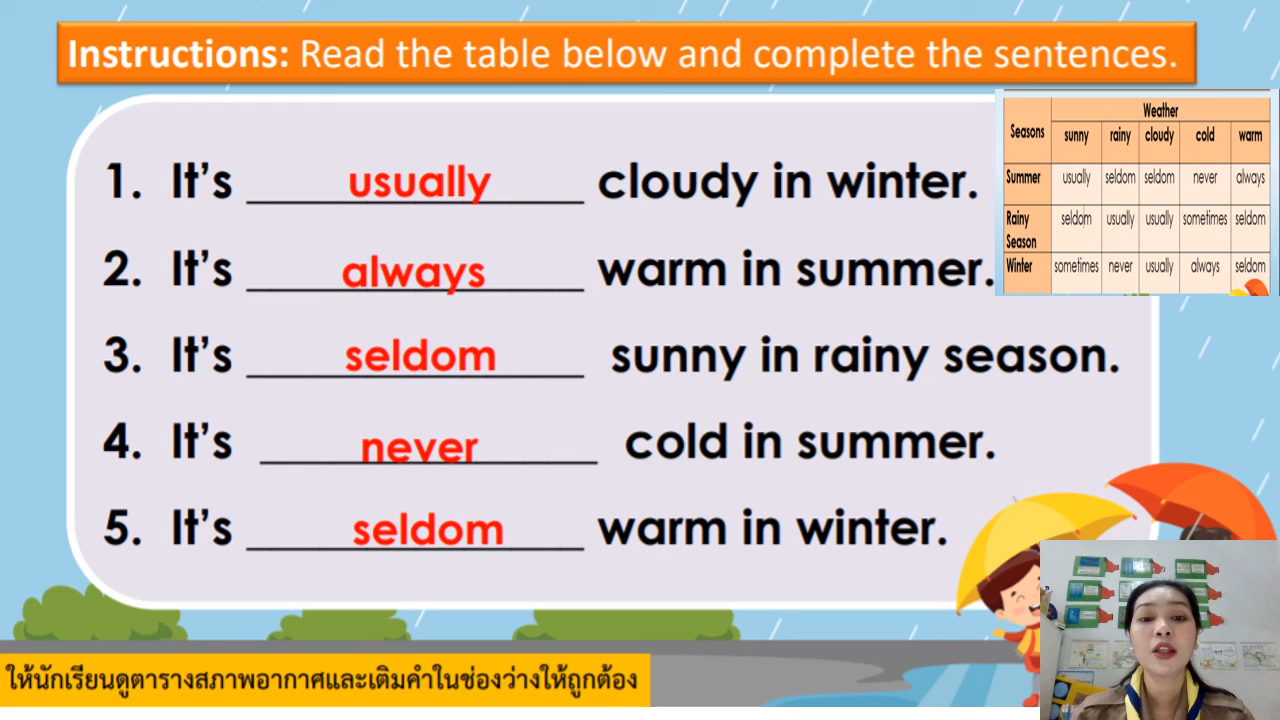 Instructions: Read the table below and complete the sentences.
1. It's usually cloudy in winter.
2. It's always warm in summer.
3. It's seldom sunny in rainy season.
4. It's never cold in summer.
5. It's seldom warm in winter.
Seasons Weather
sunny rainy cloudy cold warm
Summer usually seldom seldom never always
Rainy Season seldom usually usually sometimes seldom
Winter sometimes never usually always seldom
ให้นักเรียนดูตารางสภาพอากาศและเติมคำในช่องว่างให้ถูกต้อง